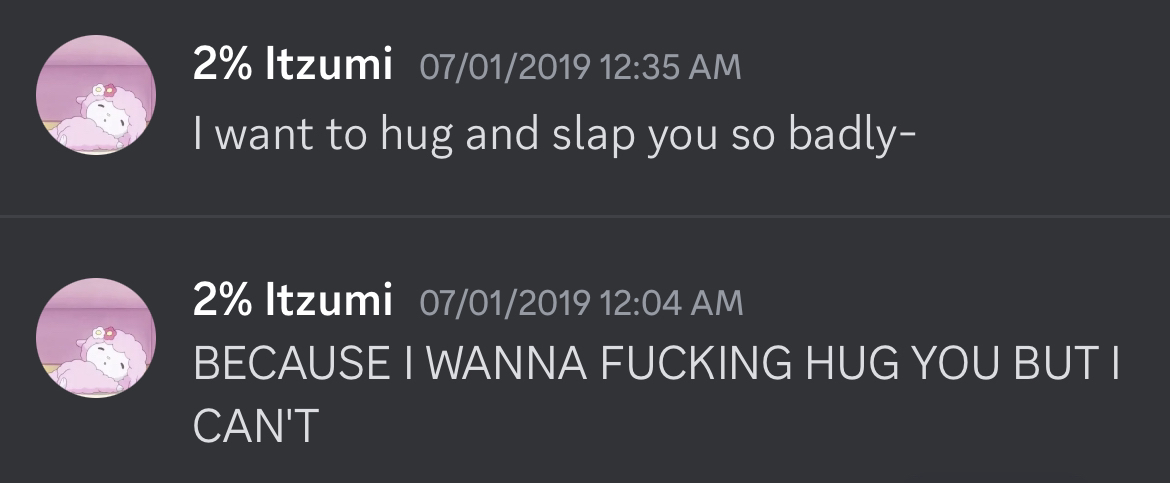 2% Itzumi 07/01/2019 12:35 AM
I want to hug and slap you so badly-
2% Itzumi 07/01/2019 12:04 AM
BECAUSE I WANNA FUCKING HUG YOU BUT I
CAN'T